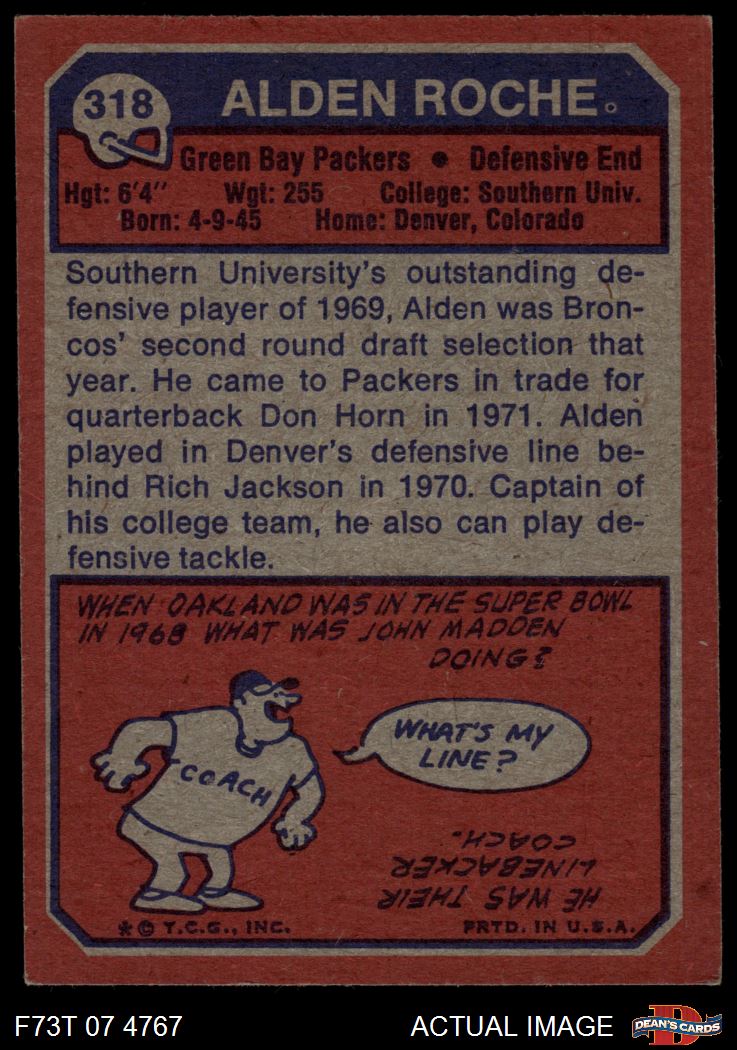 318
ALDEN ROCHE
Green Bay Packers • Defensive End
Hgt: 6'4" Wgt: 255 College: Southern Univ.
Born: 4-9-45 Home: Denver, Colorado
Southern University's outstanding de-
fensive player of 1969, Alden was Bron-
cos' second round draft selection that
year. He came to Packers in trade for
quarterback Don Horn in 1971. Alden
played in Denver's defensive line be-
hind Rich Jackson in 1970. Captain of
his college team, he also can play de-
fensive tackle.
WHEN OAKLAND WAS IN THE SUPER BOWL
IN 1968 WHAT WAS JOHN MADDEN
DOING?
COACH
WHAT'S MY
LINE?
HE WAS THEIR
LINEBACKER
COACH.
*© T.C.G., INC. PRTD. IN U.S.A.
F73T 07 4767 ACTUAL IMAGE
DEAN'S CARDS